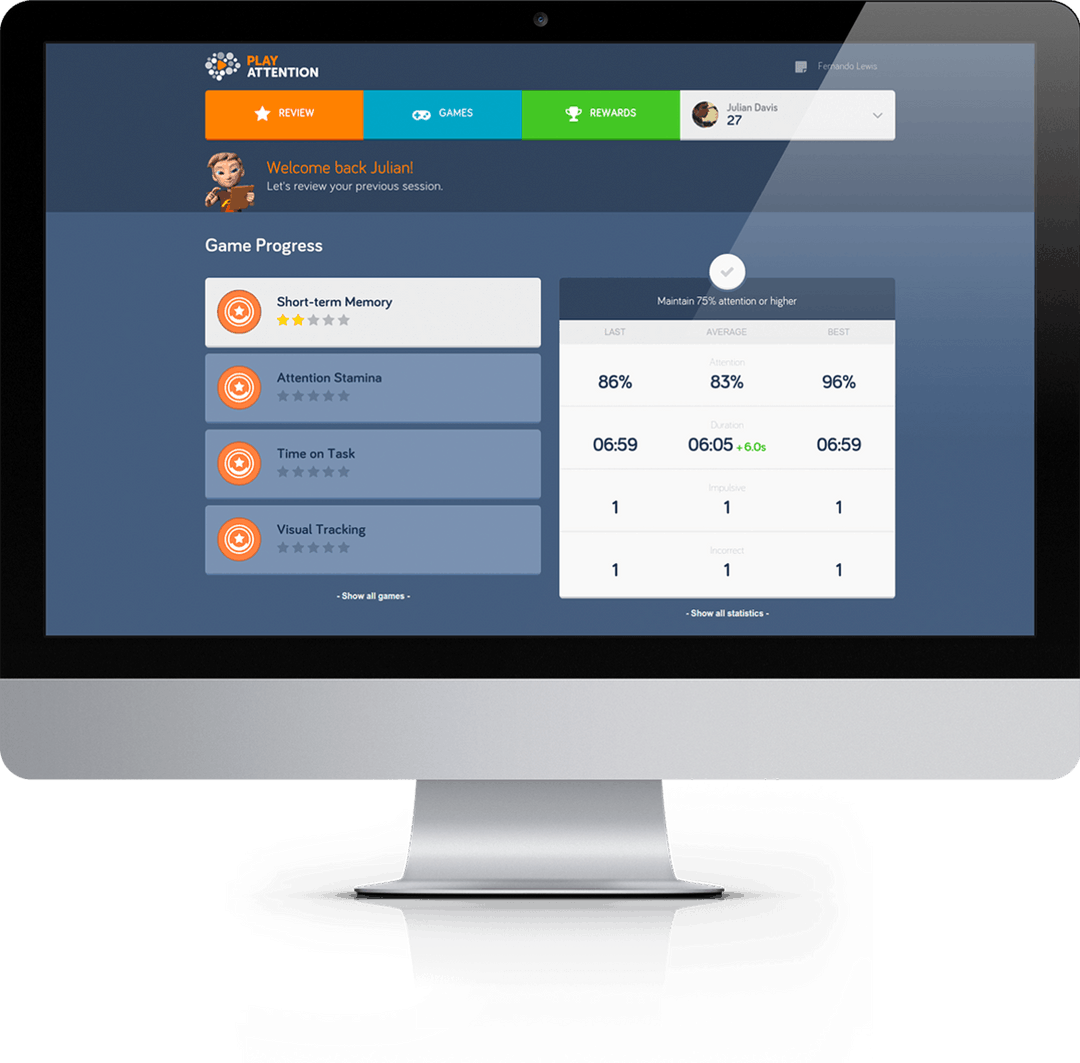 PLAY
ATTENTION
Fernando Lewis
REVIEW
GAMES
REWARDS
Julian Davis
27
Welcome back Julian!
Let's review your previous session.
Game Progress
Short-term Memory
Attention Stamina
Time on Task
Visual Tracking
- Show all games -
Maintain 75% attention or higher
LAST AVERAGE BEST
Attention
86% 83% 96%
Duration
06:59 06:05 +6.0s 06:59
Impulsive
1 1 1
Incorrect
1 1 1
- Show all statistics -